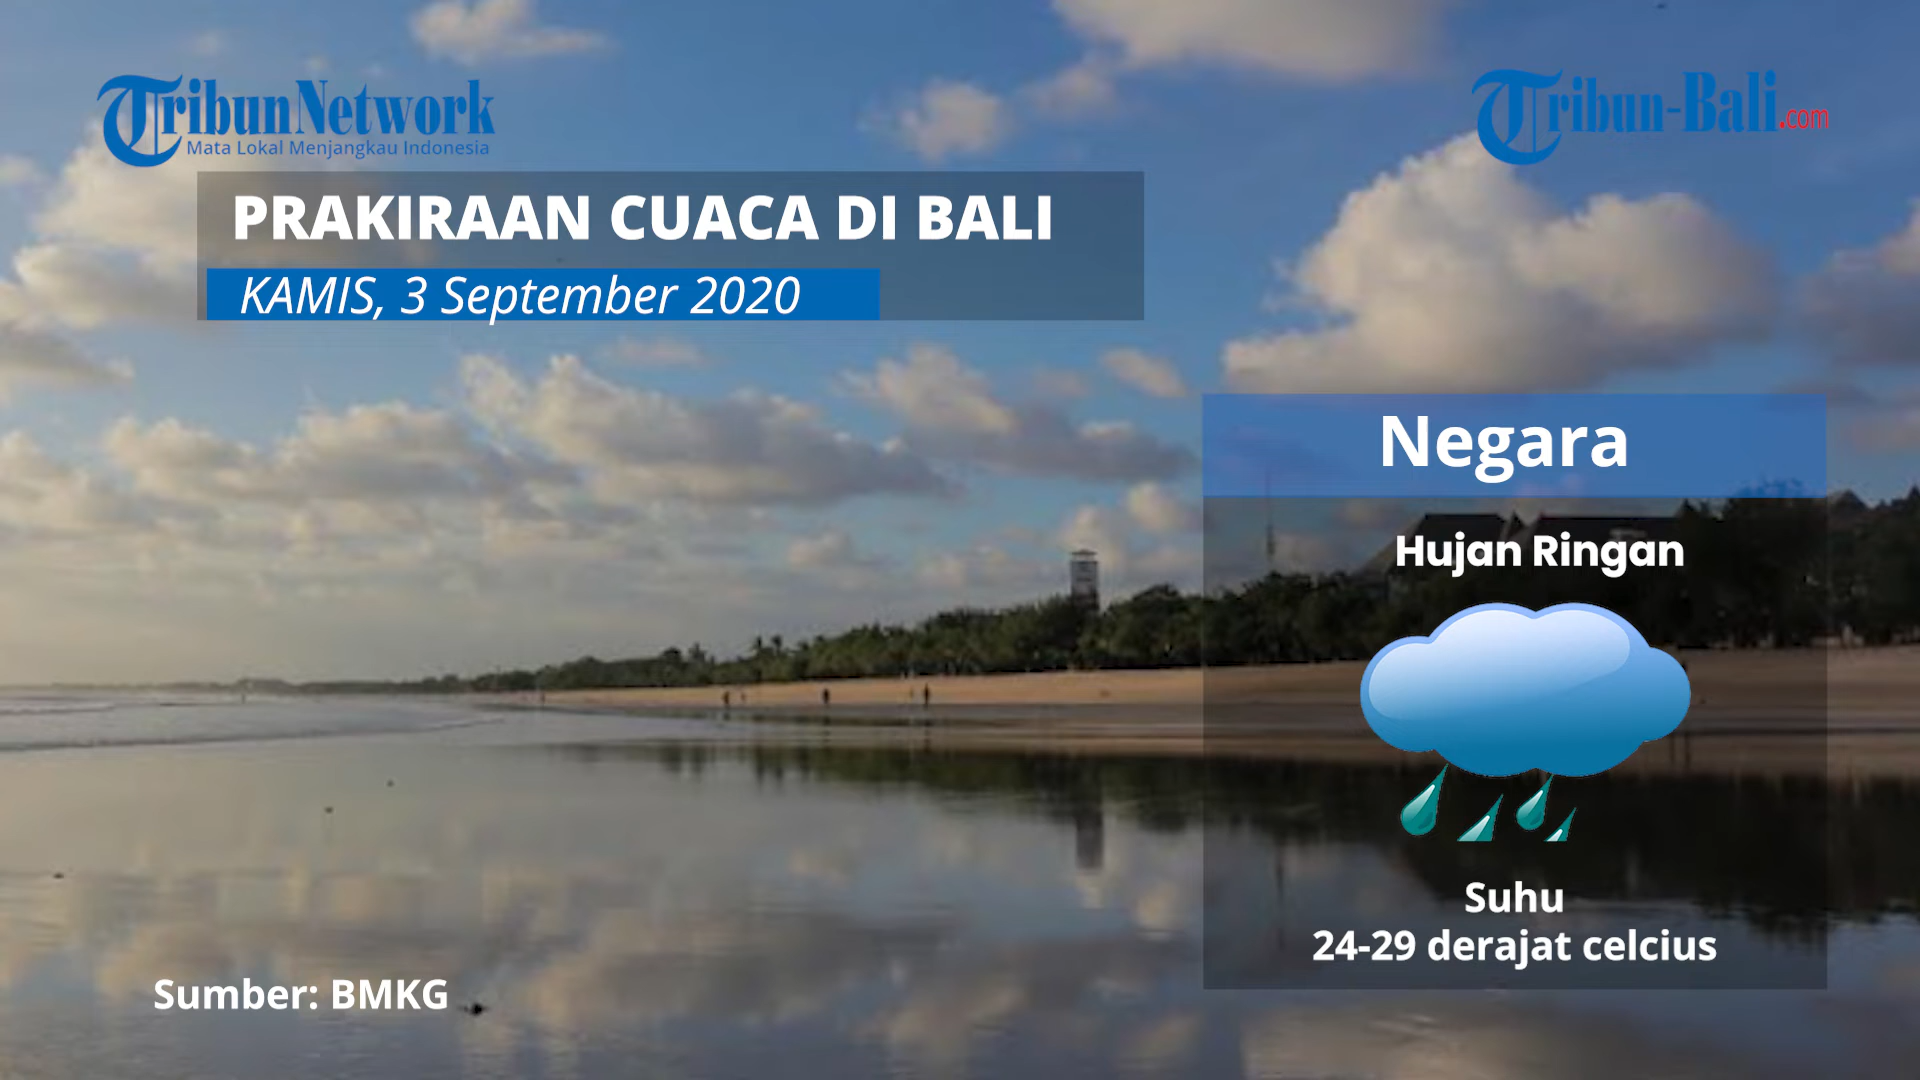 TribunNetwork
Mata Lokal Menjangkau Indonesia
Tribun-Bali.com
PRAKIRAAN CUACA DI BALI
KAMIS, 3 September 2020
Negara
Hujan Ringan
Suhu
24-29 derajat celcius
Sumber: BMKG